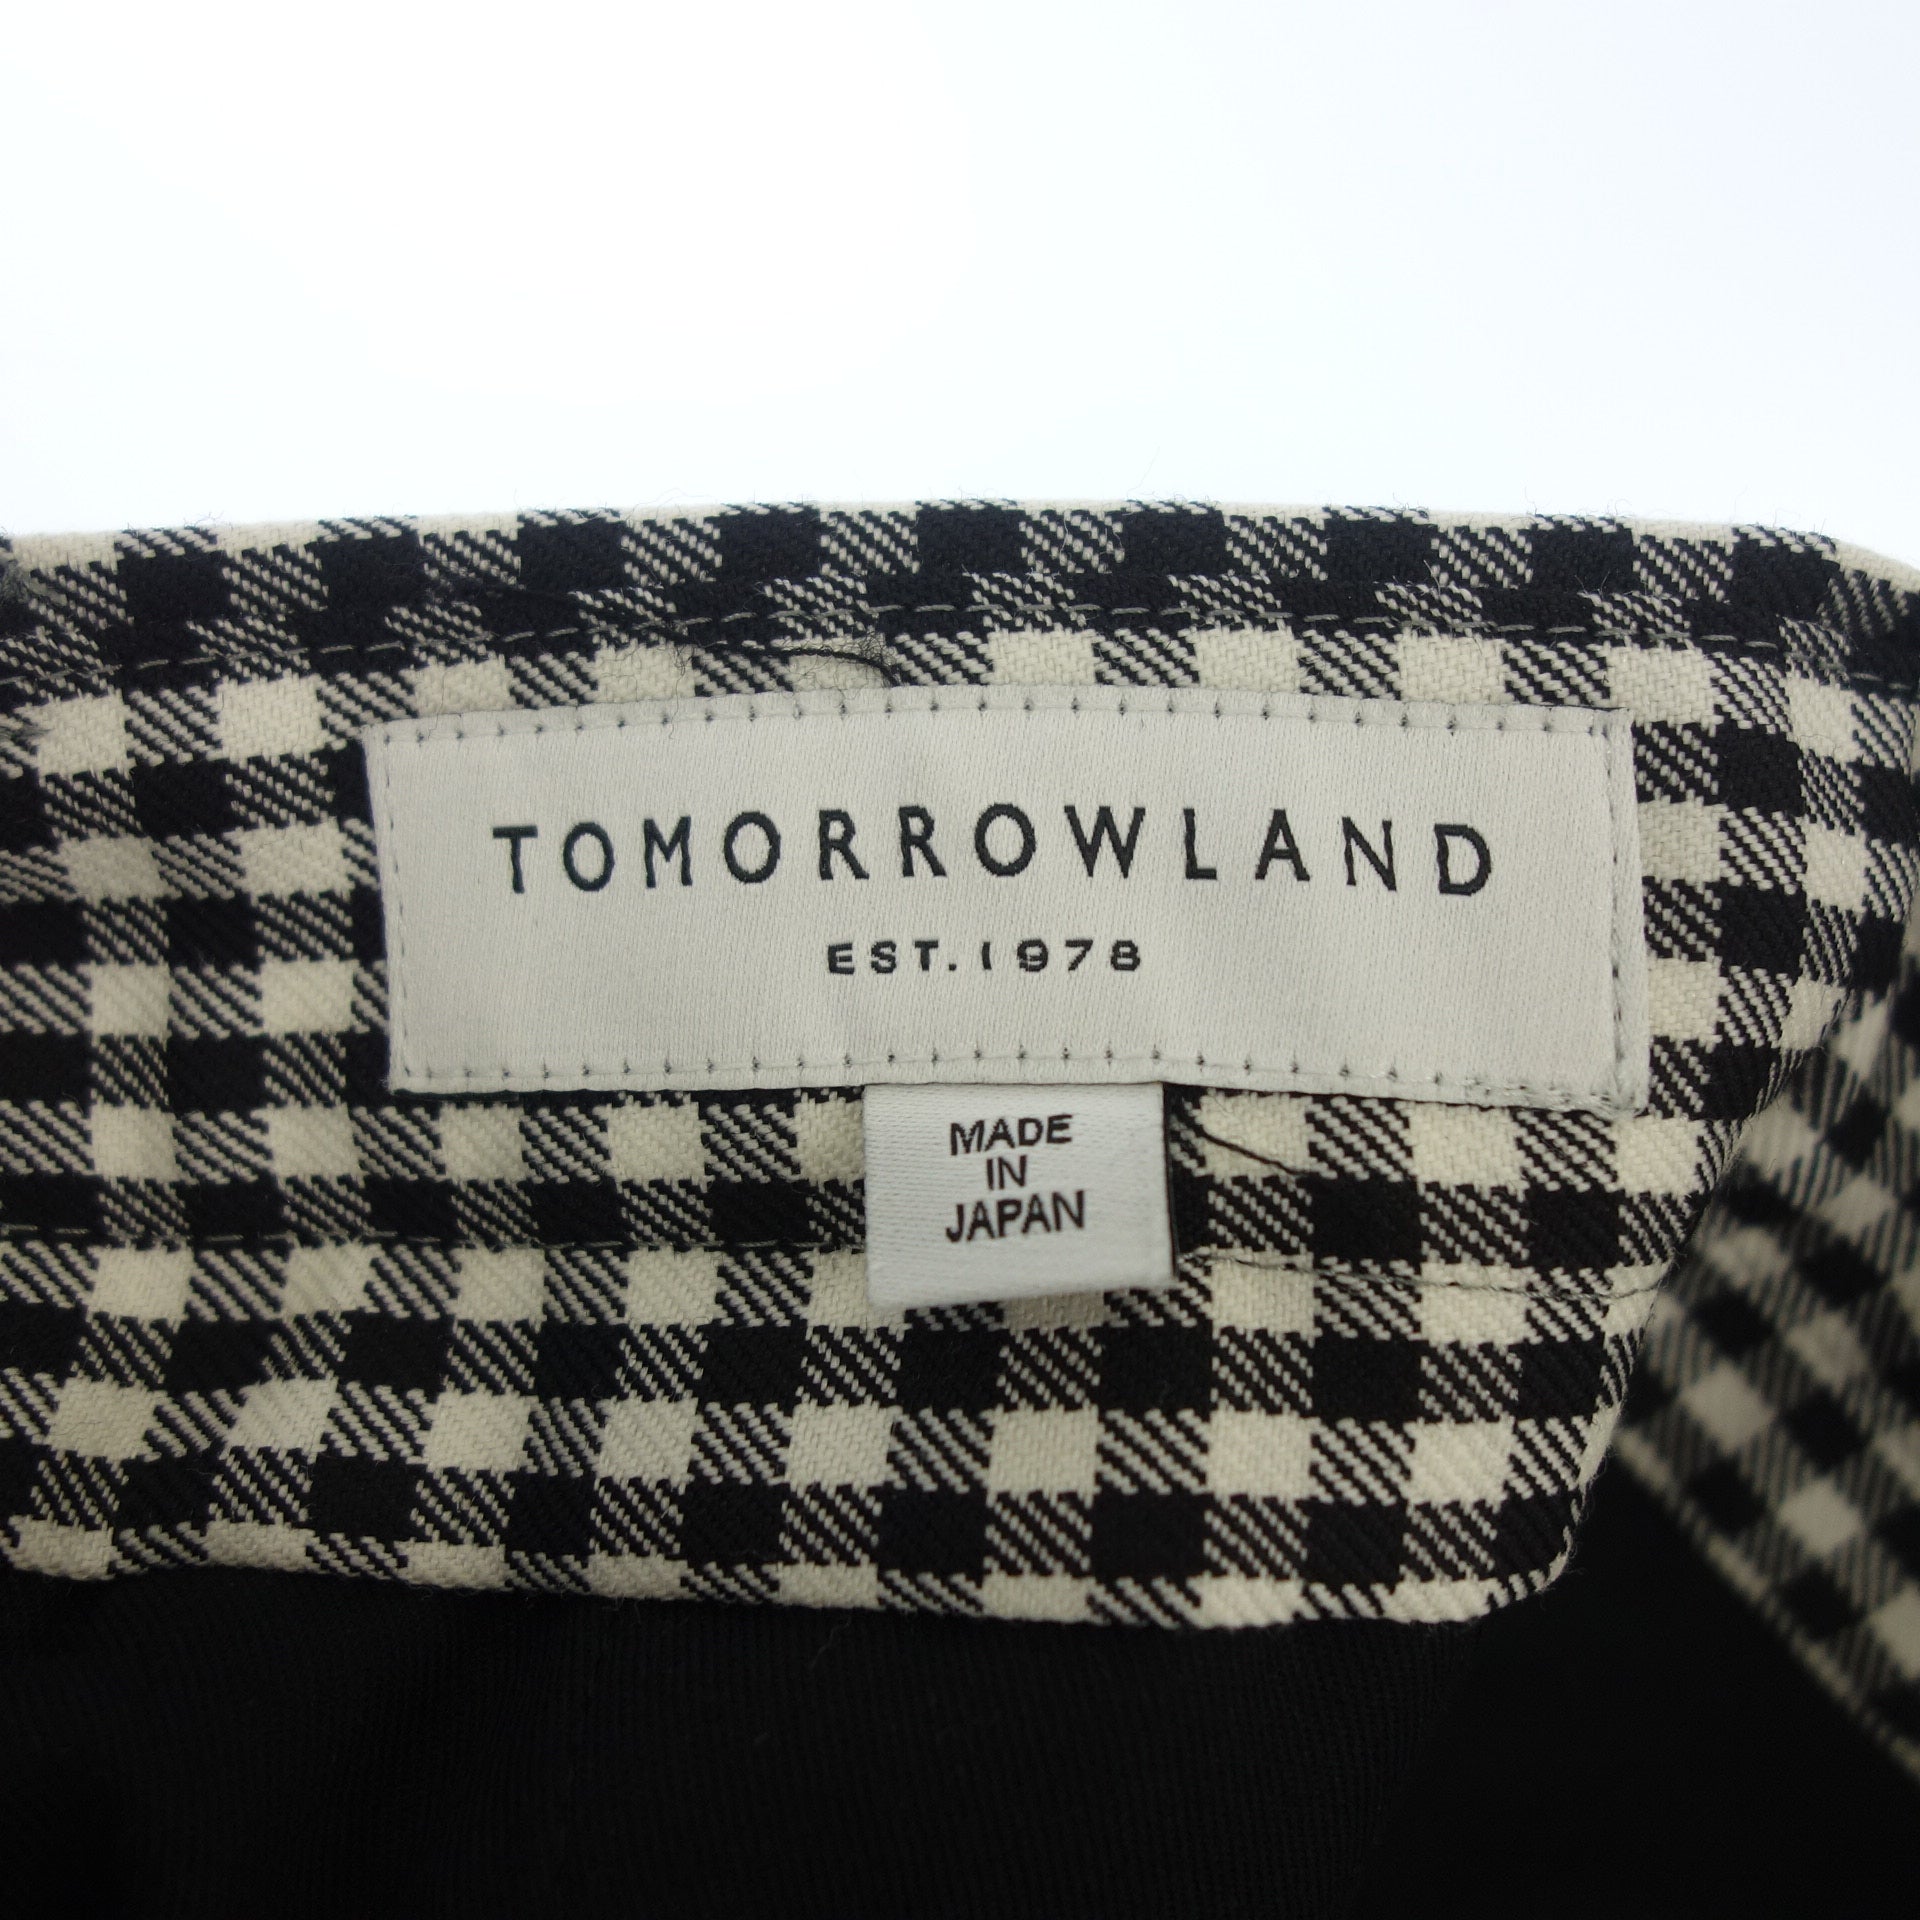 TOMORROWLAND
EST. 1978
MADE
IN
JAPAN